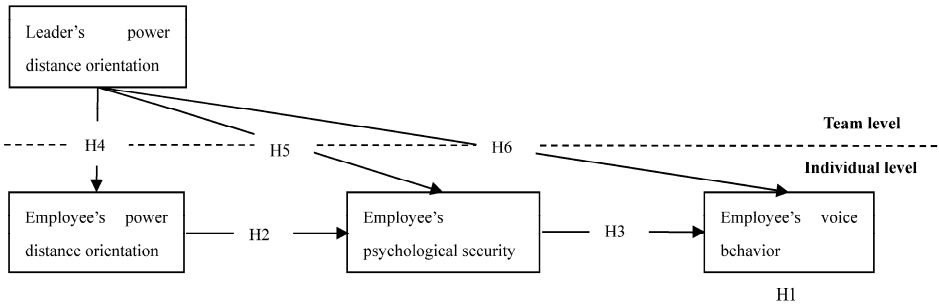 Leader's power
distance orientation
Team level
H4
H5
H6
Individual level
Employee's power
distance orientation
H2
Employee's
psychological security
H3
Employee's voice
behavior
H1